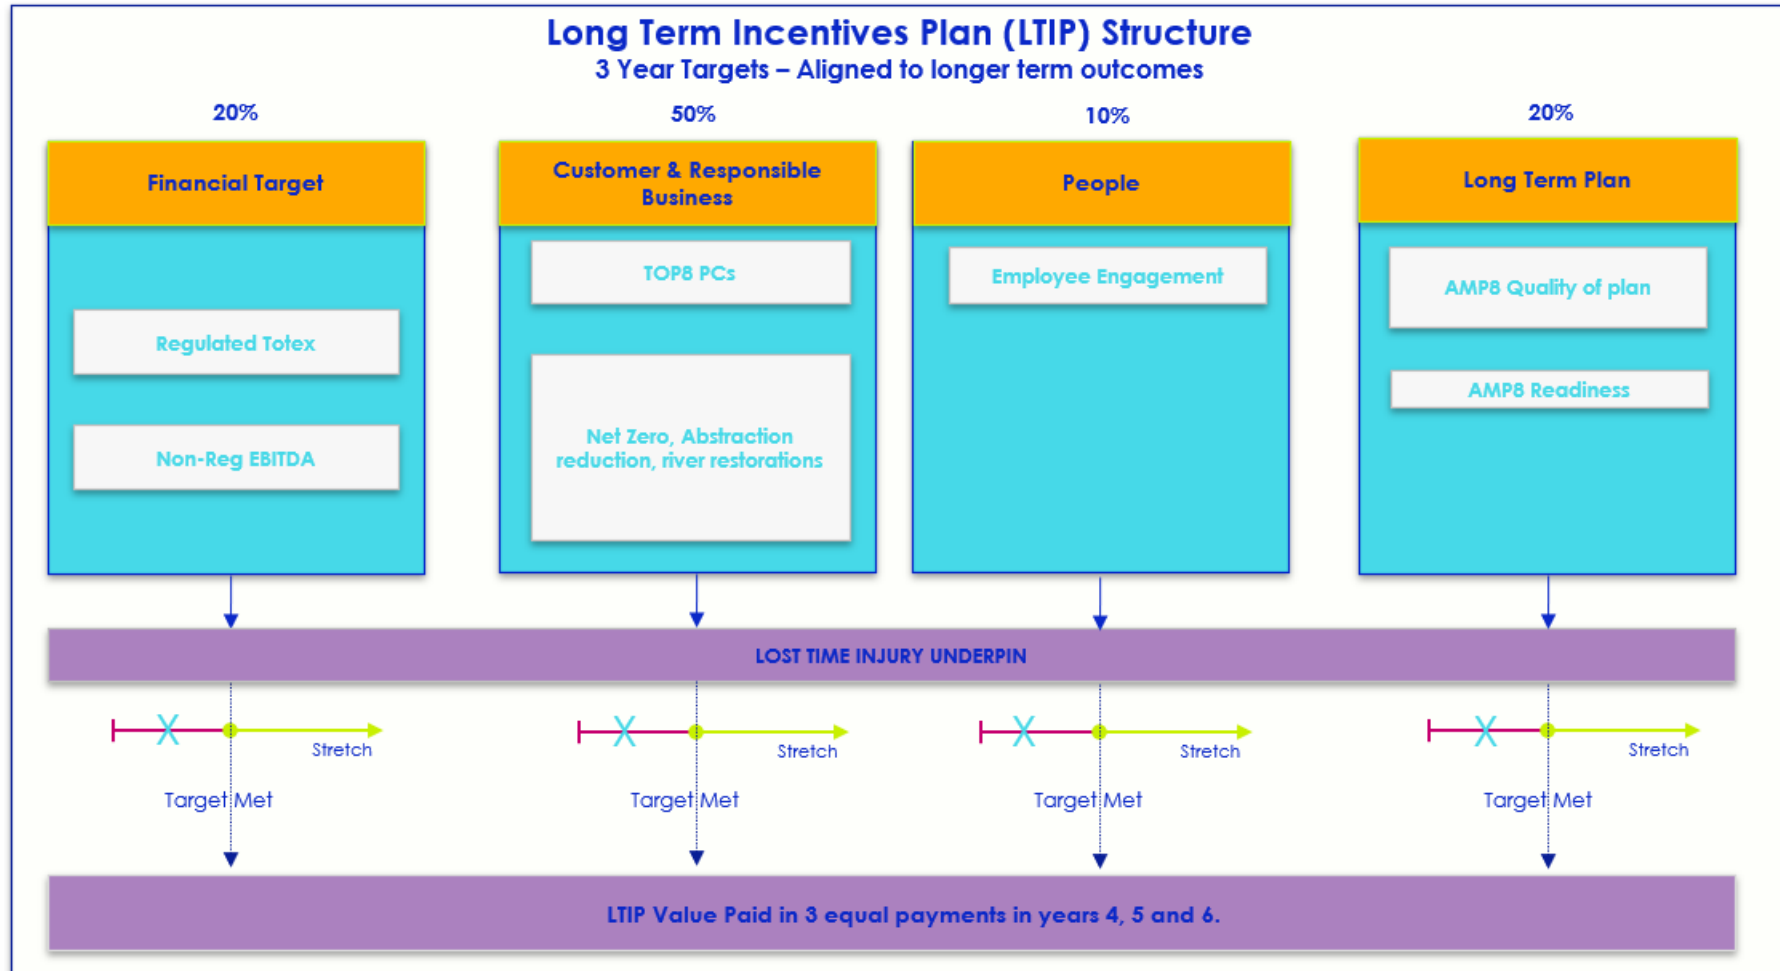 Long Term Incentives Plan (LTIP) Structure
3 Year Targets – Aligned to longer term outcomes
20%
50%
10%
20%
Financial Target
Customer & Responsible
Business
People
Long Term Plan
Regulated Totex
Non-Reg EBITDA
TOP8 PCs
Net Zero, Abstraction
reduction, river restorations
Employee Engagement
AMP8 Quality of plan
AMP8 Readiness
LOST TIME INJURY UNDERPIN
Stretch
Stretch
Stretch
Stretch
Target Met
Target Met
Target Met
Target Met
LTIP Value Paid in 3 equal payments in years 4, 5 and 6.